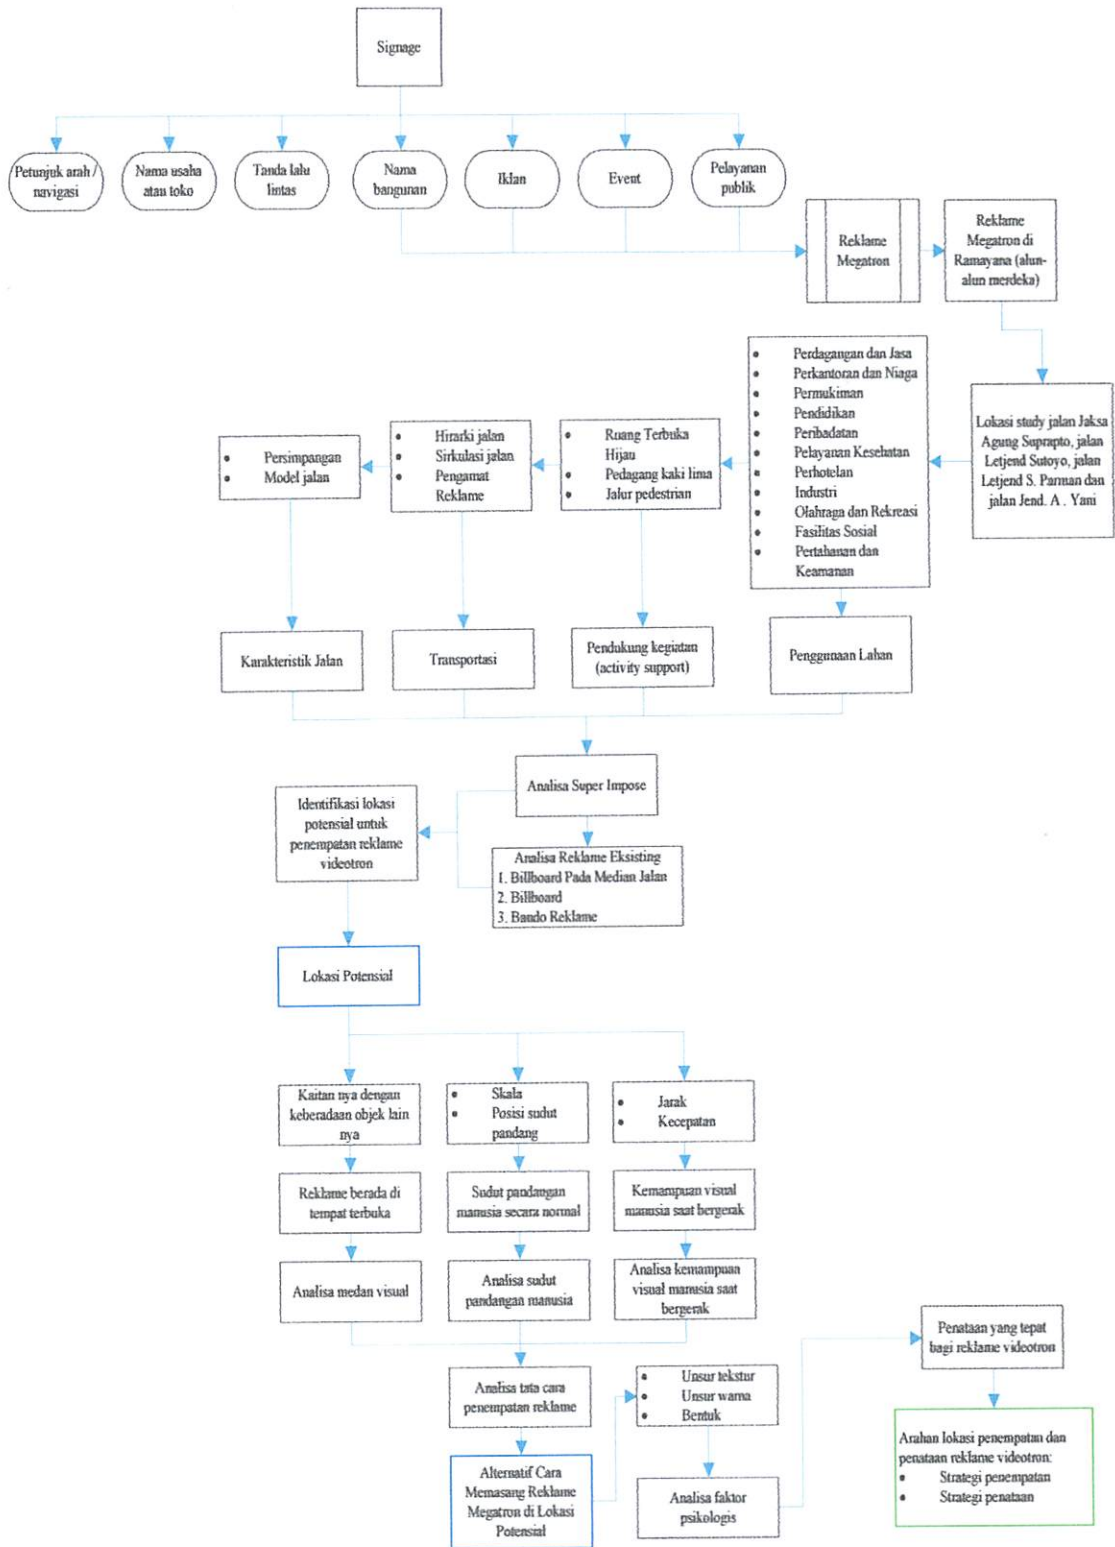 Signage
Petunjuk arah /
navigasi
Nama usaha
atau toko
Tanda lalu
lintas
Nama
bangunan
Iklan
Event
Pelayanan
publik
Reklame
Megatron
Reklame
Megatron di
Ramayana (alun-
alun merdeka)
• Persimpangan
• Model jalan
• Hirarki jalan
• Sirkulasi jalan
• Pengamat
Reklame
• Ruang Terbuka
Hijau
• Pedagang kaki lima
• Jalur pedestrian
• Perdagangan dan Jasa
• Perkantoran dan Niaga
• Permukiman
• Pendidikan
• Peribadatan
• Pelayanan Kesehatan
• Perhotelan
• Industri
• Olahraga dan Rekreasi
• Fasilitas Sosial
• Pertahanan dan
Keamanan
Lokasi study jalan Jaksa
Agung Suprapto, jalan
Letjend Sutoyo, jalan
Letjend S. Parman dan
jalan Jend. A . Yani
Karakteristik Jalan
Transportasi
Pendukung kegiatan
(activity support)
Penggunaan Lahan
Analisa Super Impose
Identifikasi lokasi
potensial untuk
penempatan reklame
videotron
Analisa Reklame Eksisting
1. Billboard Pada Median Jalan
2. Billboard
3. Bando Reklame
Lokasi Potensial
Kaitan nya dengan
keberadaan objek lain
nya
• Skala
• Posisi sudut
pandang
• Jarak
• Kecepatan
Reklame berada di
tempat terbuka
Sudut pandangan
manusia secara normal
Kemampuan visual
manusia saat bergerak
Analisa medan visual
Analisa sudut
pandangan manusia
Analisa kemampuan
visual manusia saat
bergerak
Analisa tata cara
penempatan reklame
• Unsur tekstur
• Unsur warna
• Bentuk
Penataan yang tepat
bagi reklame videotron
Alternatif Cara
Memasang Reklame
Megatron di Lokasi
Potensial
Analisa faktor
psikologis
Arahan lokasi penempatan dan
penataan reklame videotron:
• Strategi penempatan
• Strategi penataan